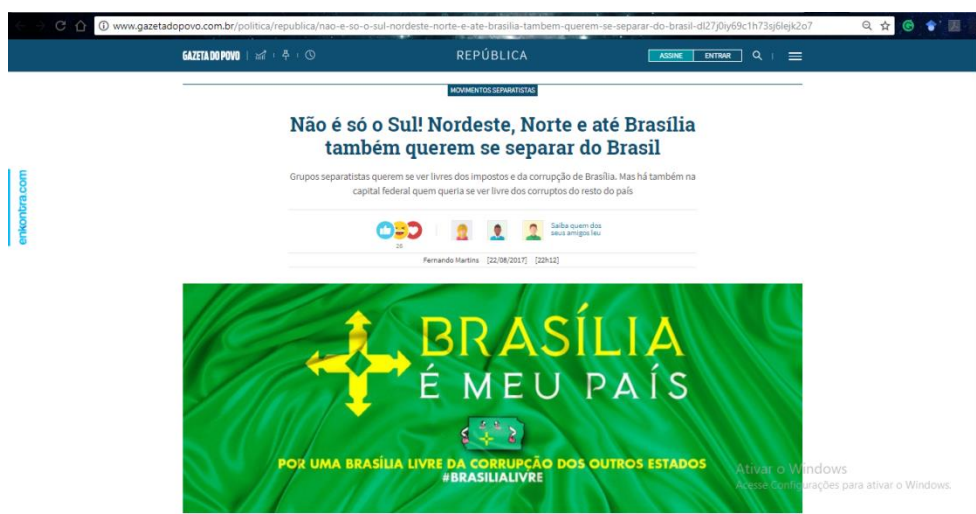 www.gazetadopovo.com.br/politica/republica/nao-e-so-o-sul-nordeste-norte-e-ate-brasilia-tambem-querem-se-separar-do-brasil-dl27j0iy69c1h73sj6lejk2o7
GAZETA DO POVO
REPÚBLICA
ASSINE ENTRAR
MOVIMENTOS SEPARATISTAS
Não é só o Sul! Nordeste, Norte e até Brasília
também querem se separar do Brasil
Grupos separatistas querem se ver livres dos impostos e da corrupção de Brasília. Mas há também na
capital federal quem queria se ver livre dos corruptos do resto do país
enkontra.com
Saiba quem dos
seus amigos leu
26
Fernando Martins [22/08/2017] [22h12]
BRASÍLIA
É MEU PAÍS
POR UMA BRASÍLIA LIVRE DA CORRUPÇÃO DOS OUTROS ESTADOS
#BRASILIALIVRE
Ativar o Windows
Acesse Configurações para ativar o Windows.